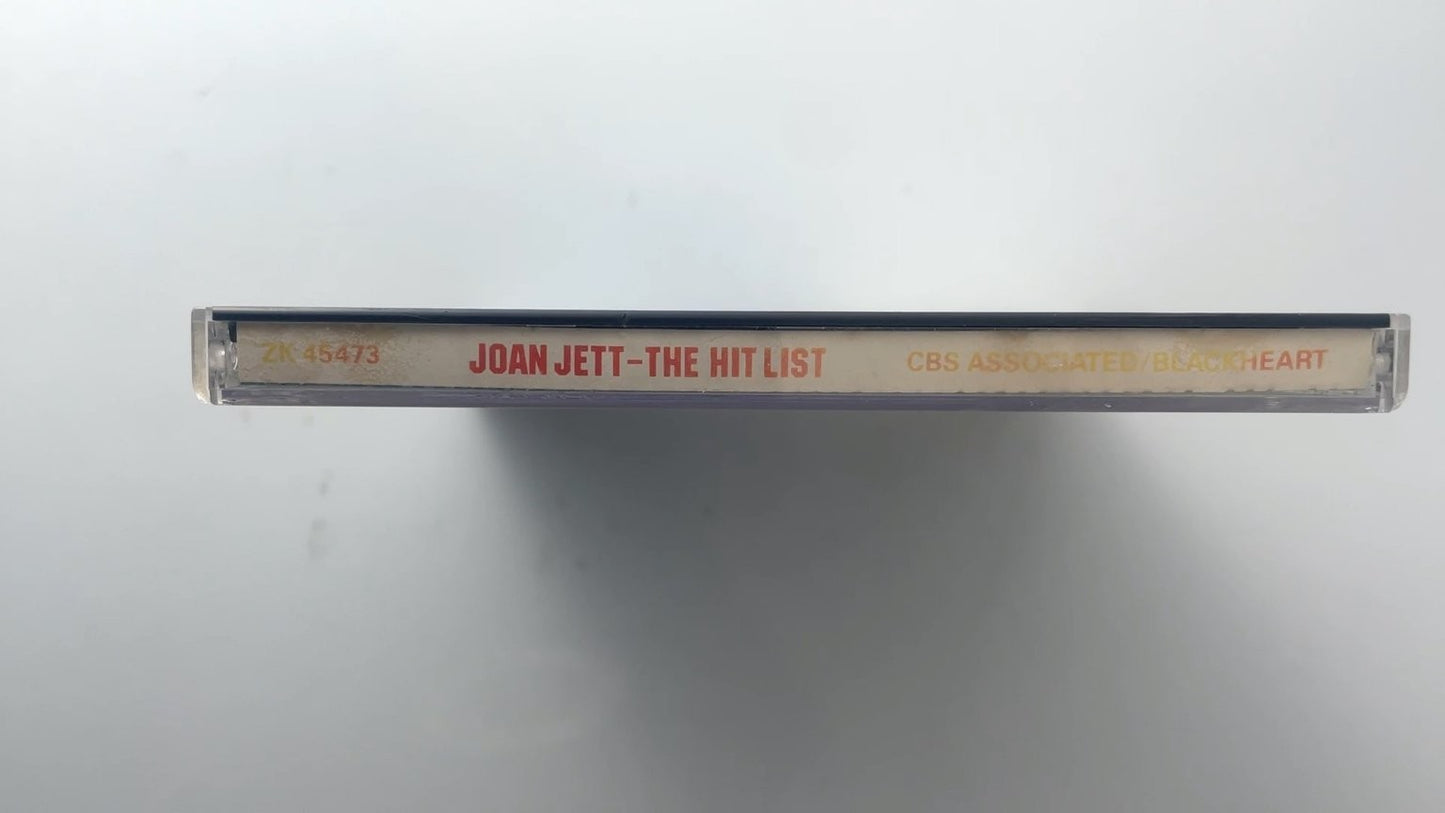 ZK 45473 JOAN JETT–THE HIT LIST CBS ASSOCIATED/BLACKHEART